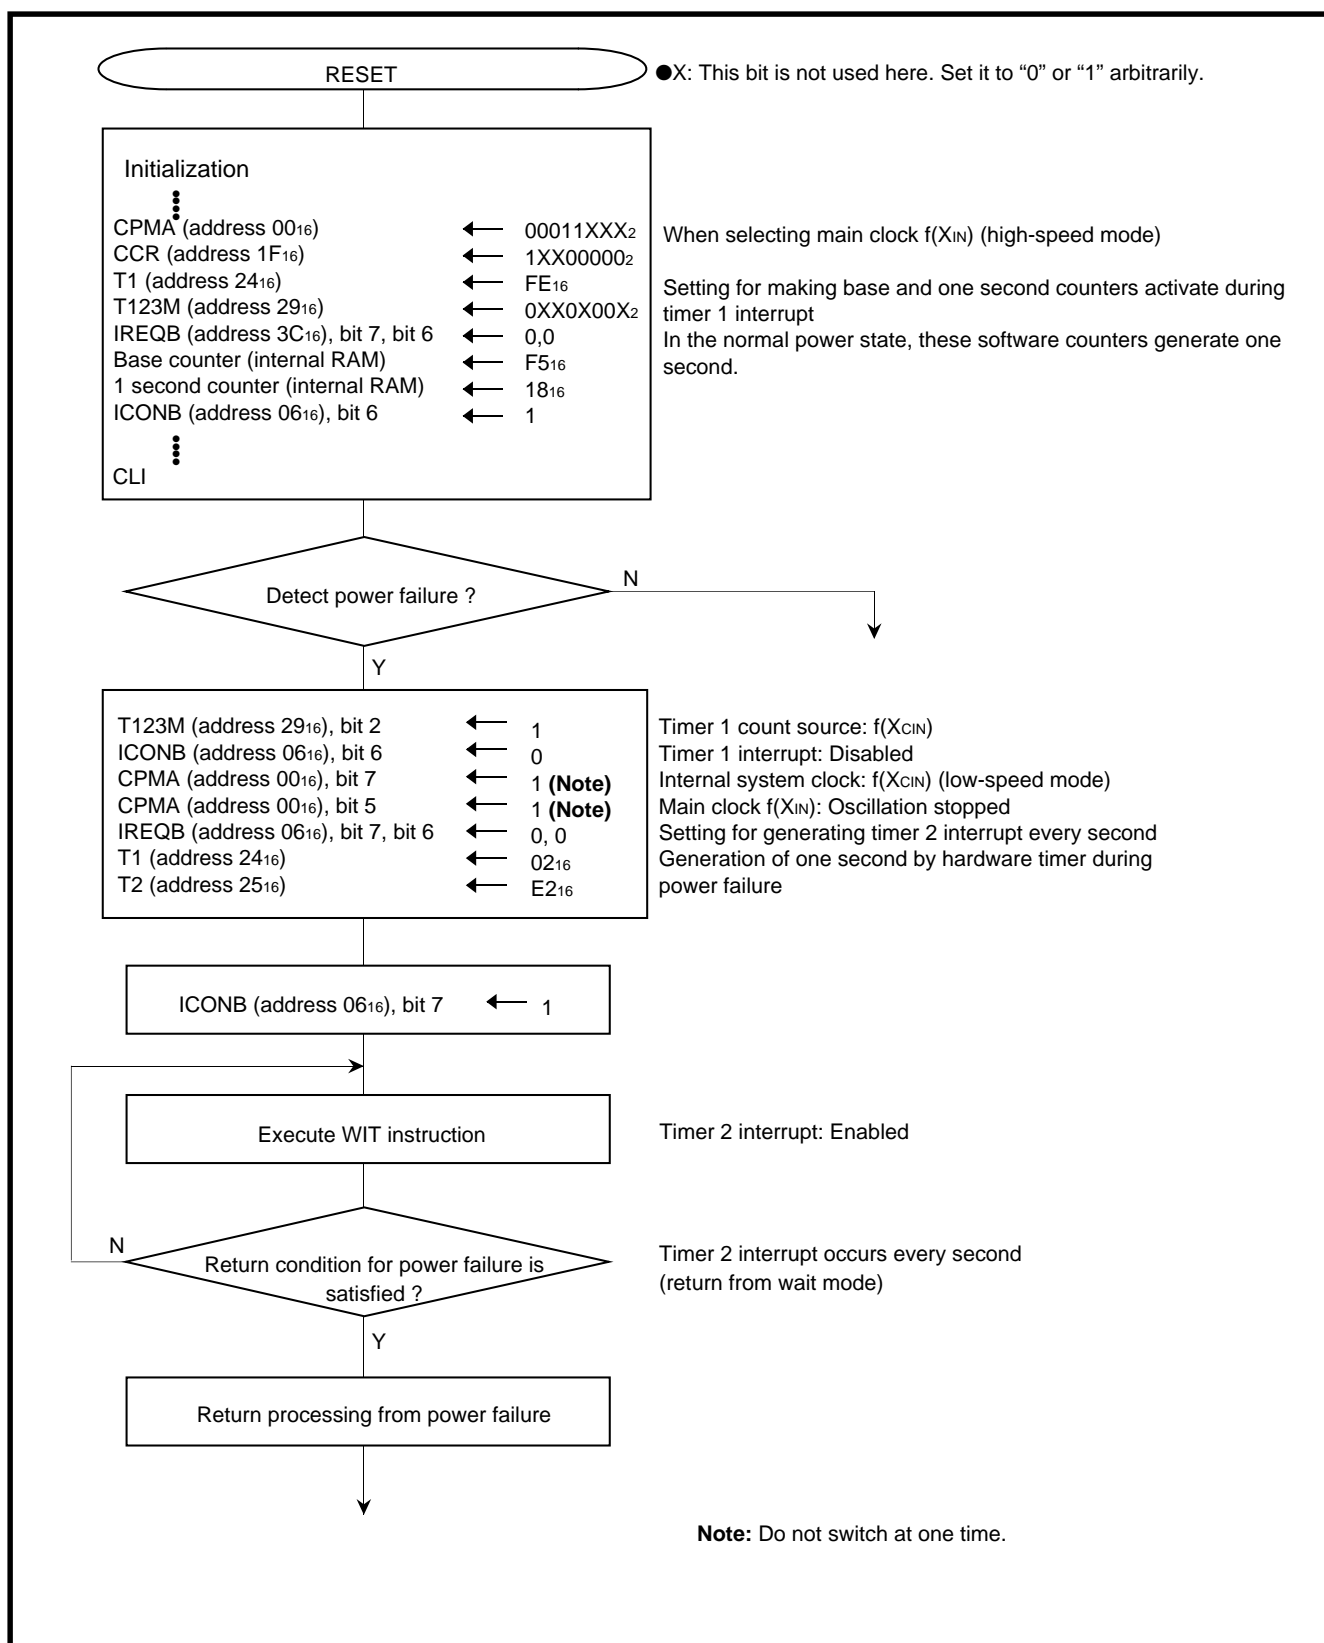 RESET
●X: This bit is not used here. Set it to “0” or “1” arbitrarily.
Initialization
CPMA (address 0016) ← 00011XXX2 When selecting main clock f(XIN) (high-speed mode)
CCR (address 1F16) ← 1XX000002
T1 (address 2416) ← FE16 Setting for making base and one second counters activate during
T123M (address 2916) ← 0XX0X00X2 timer 1 interrupt
IREQB (address 3C16), bit 7, bit 6 ← 0,0 In the normal power state, these software counters generate one
Base counter (internal RAM) ← F516 second.
1 second counter (internal RAM) ← 1816
ICONB (address 0616), bit 6 ← 1
CLI
Detect power failure ?
N
Y
T123M (address 2916), bit 2 ← 1 Timer 1 count source: f(XCIN)
ICONB (address 0616), bit 6 ← 0 Timer 1 interrupt: Disabled
CPMA (address 0016), bit 7 ← 1 (Note) Internal system clock: f(XCIN) (low-speed mode)
CPMA (address 0016), bit 5 ← 1 (Note) Main clock f(XIN): Oscillation stopped
IREQB (address 0616), bit 7, bit 6 ← 0, 0 Setting for generating timer 2 interrupt every second
T1 (address 2416) ← 0216 Generation of one second by hardware timer during
T2 (address 2516) ← E216 power failure
ICONB (address 0616), bit 7 ← 1
Execute WIT instruction
Timer 2 interrupt: Enabled
N
Return condition for power failure is
satisfied ?
Timer 2 interrupt occurs every second
(return from wait mode)
Y
Return processing from power failure
Note: Do not switch at one time.